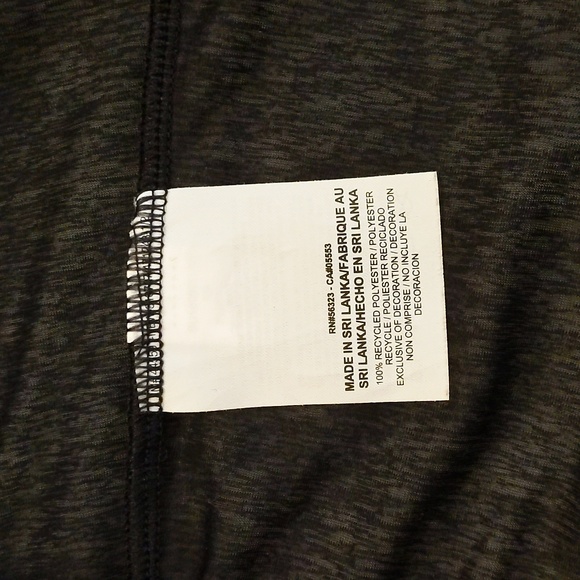 RN#56323 - CA#05553
MADE IN SRI LANKA/FABRIQUE AU
SRI LANKA/HECHO EN SRI LANKA
100% RECYCLED POLYESTER / POLYESTER
RECYCLE / POLIESTER RECICLADO
EXCLUSIVE OF DECORATION / DECORATION
NON COMPRISE / NO INCLUYE LA
DECORACION